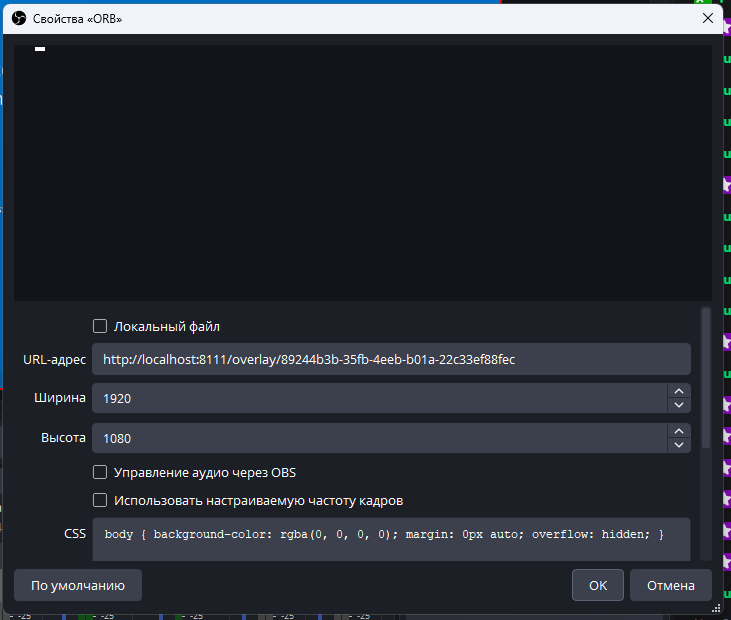 Свойства «ORB»
Локальный файл
URL-адрес http://localhost:8111/overlay/89244b3b-35fb-4eeb-b01a-22c33ef88fec
Ширина 1920
Высота 1080
Управление аудио через OBS
Использовать настраиваемую частоту кадров
CSS body { background-color: rgba(0, 0, 0, 0); margin: 0px auto; overflow: hidden; }
По умолчанию OK Отмена